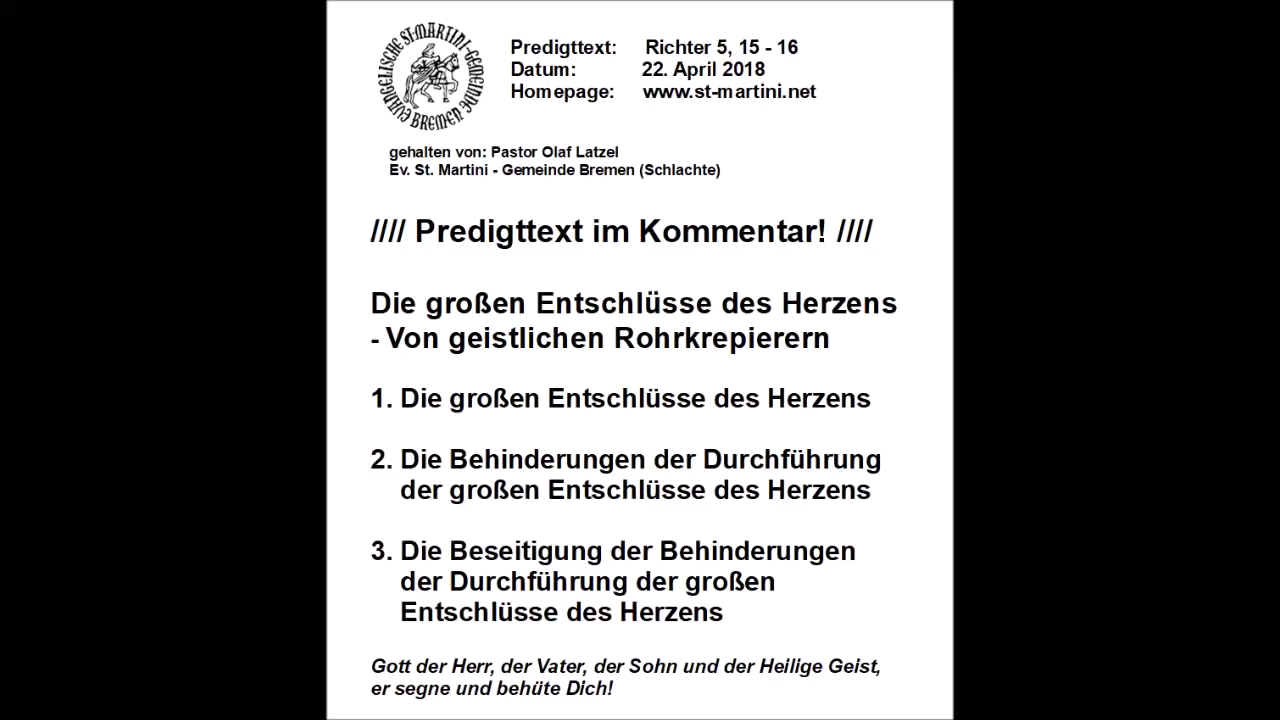 EVANGELISCHE ST-MARTINI-GEMEINDE BREMEN
Predigttext: Richter 5, 15 - 16
Datum: 22. April 2018
Homepage: www.st-martini.net
gehalten von: Pastor Olaf Latzel
Ev. St. Martini - Gemeinde Bremen (Schlachte)
//// Predigttext im Kommentar! ////
Die großen Entschlüsse des Herzens
- Von geistlichen Rohrkrepierern
1. Die großen Entschlüsse des Herzens
2. Die Behinderungen der Durchführung
der großen Entschlüsse des Herzens
3. Die Beseitigung der Behinderungen
der Durchführung der großen
Entschlüsse des Herzens
Gott der Herr, der Vater, der Sohn und der Heilige Geist,
er segne und behüte Dich!